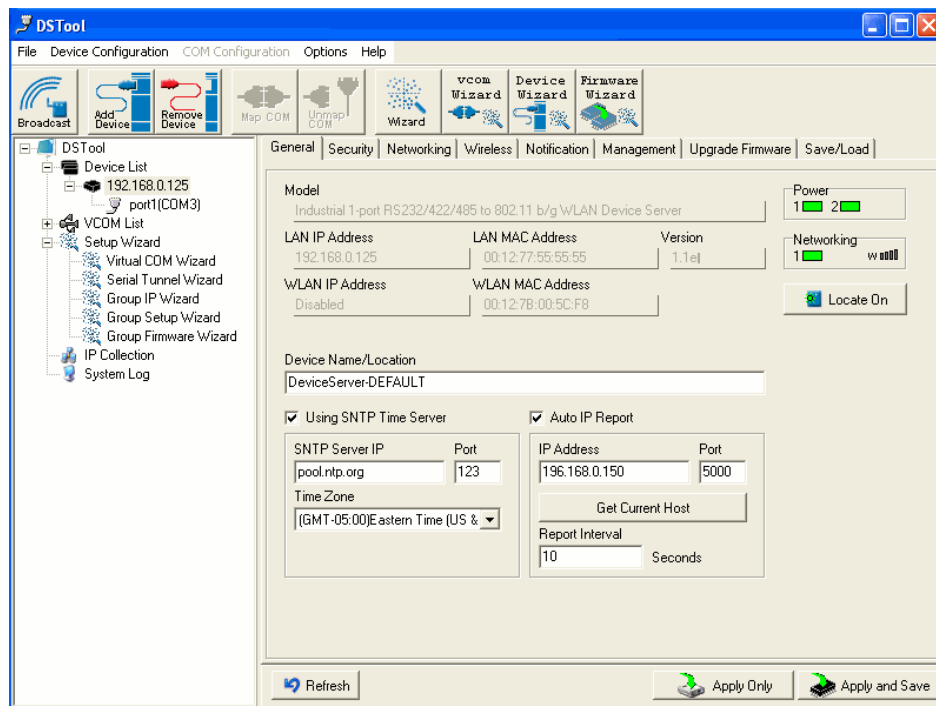 DSTool
File Device Configuration COM Configuration Options Help
Broadcast
Add Device
Remove Device
Map COM
Unmap COM
Wizard
vcom Wizard
Device Wizard
Firmware Wizard
DSTool
Device List
192.168.0.125
port1(COM3)
VCOM List
Setup Wizard
Virtual COM Wizard
Serial Tunnel Wizard
Group IP Wizard
Group Setup Wizard
Group Firmware Wizard
IP Collection
System Log
General Security Networking Wireless Notification Management Upgrade Firmware Save/Load
Model
Industrial 1-port RS232/422/485 to 802.11 b/g WLAN Device Server
Power
1 2
LAN IP Address LAN MAC Address Version
192.168.0.125 00:12:77:55:55:55 1.1e
Networking
1 W
WLAN IP Address WLAN MAC Address
Disabled 00:12:7B:00:5C:F8
Locate On
Device Name/Location
DeviceServer-DEFAULT
Using SNTP Time Server
SNTP Server IP Port
pool.ntp.org 123
Time Zone
(GMT-05:00)Eastern Time (US &
Auto IP Report
IP Address Port
196.168.0.150 5000
Get Current Host
Report Interval
10 Seconds
Refresh
Apply Only
Apply and Save